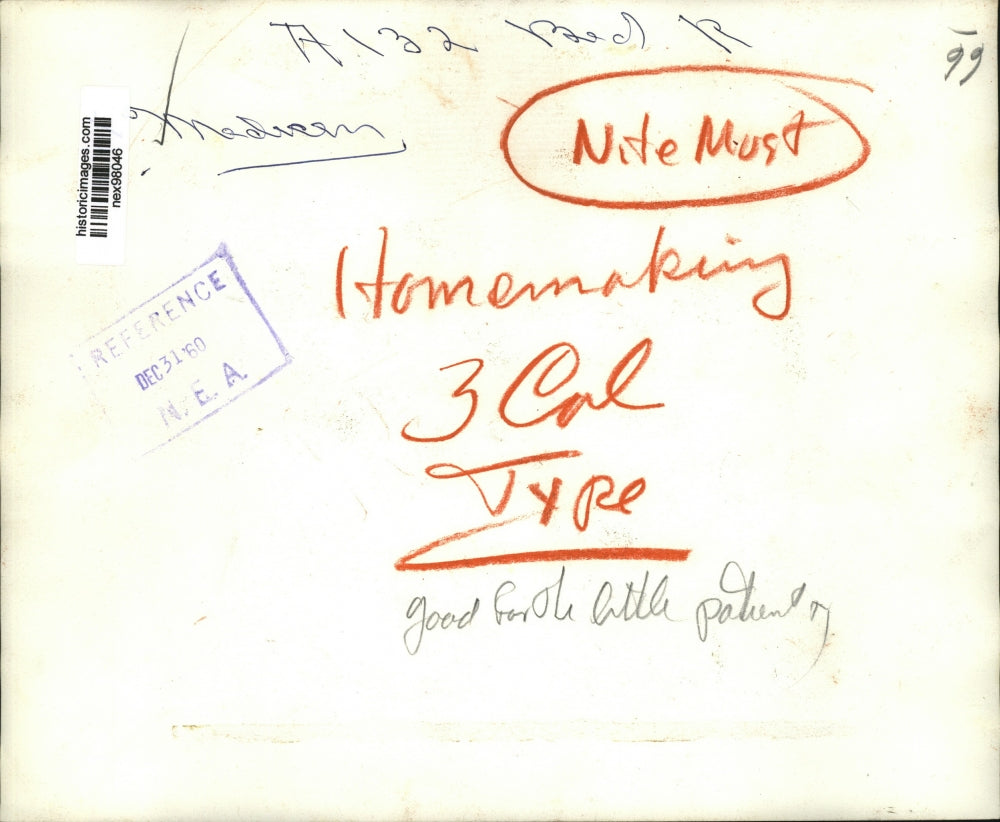 A132 Bed R
99
Nite Must
historicimages.com
nex98046
Homemaking
REFERENCE
DEC 31 '60
N. E. A.
3 Col
Type
good for the little patient